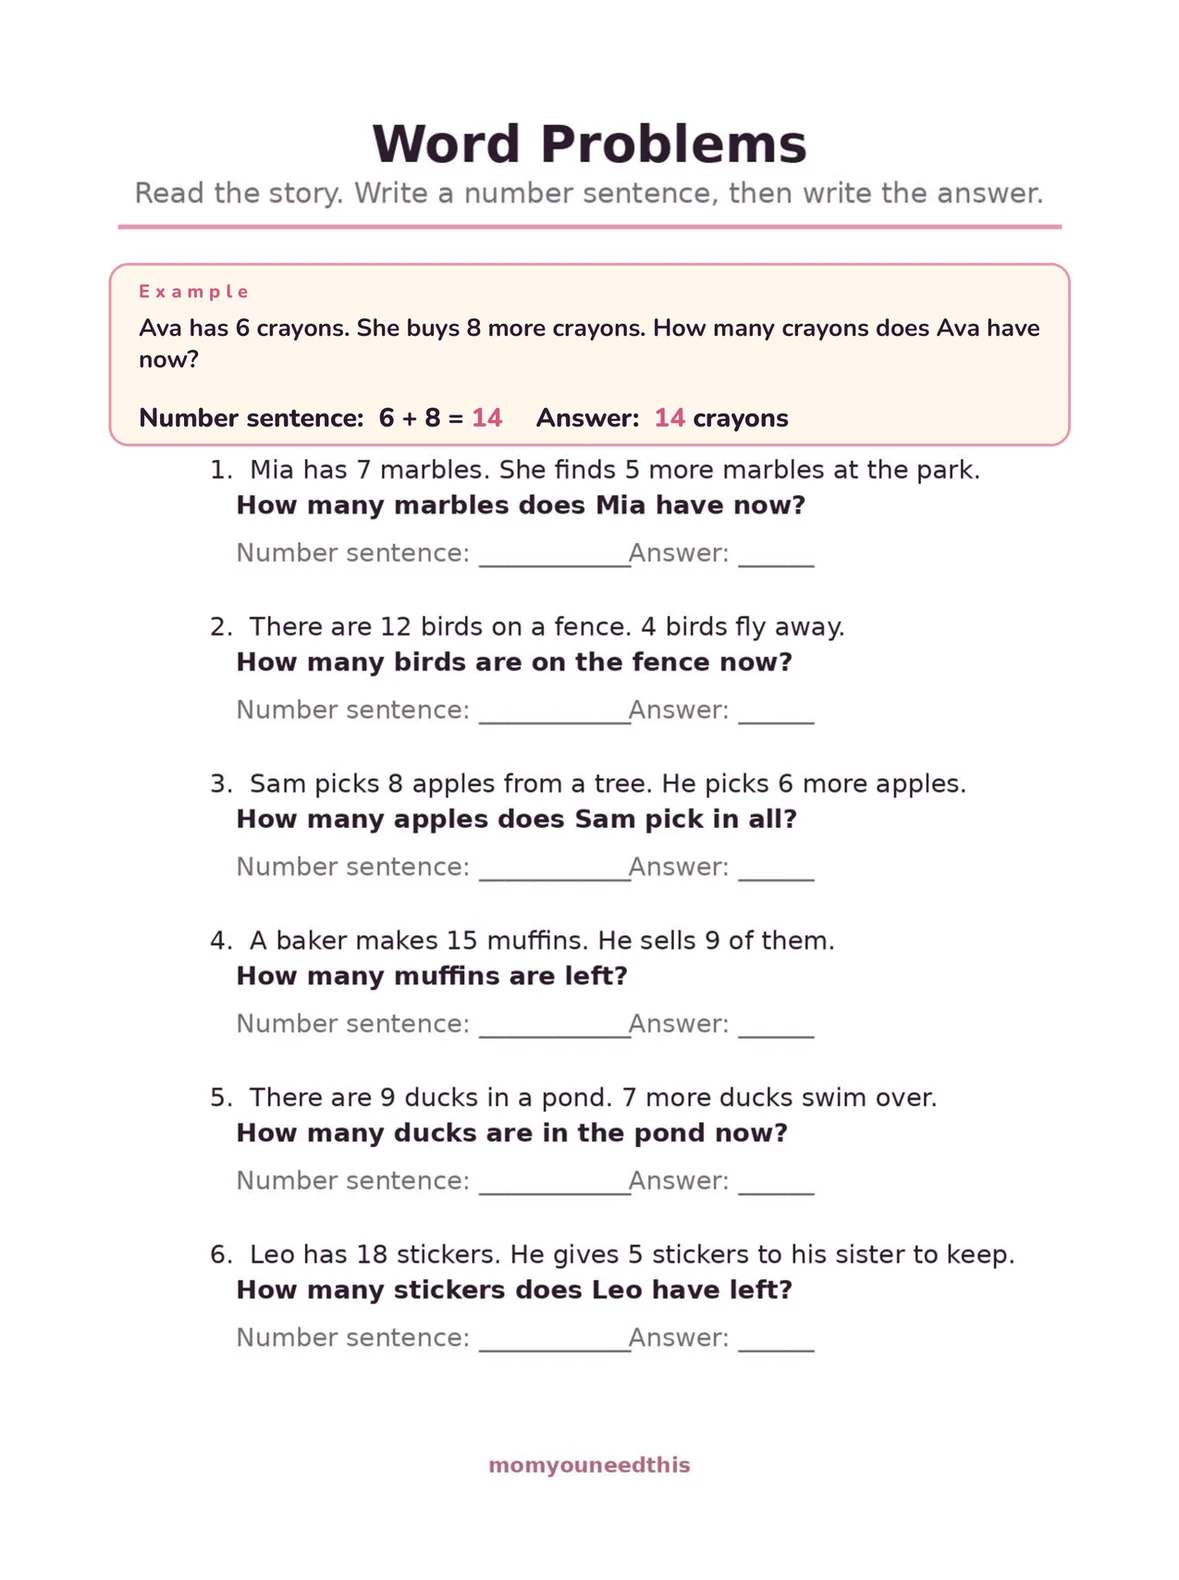 Word Problems
Read the story. Write a number sentence, then write the answer.
Example
Ava has 6 crayons. She buys 8 more crayons. How many crayons does Ava have
now?
Number sentence: 6 + 8 = 14 Answer: 14 crayons
1. Mia has 7 marbles. She finds 5 more marbles at the park.
How many marbles does Mia have now?
Number sentence: ____________Answer: ______
2. There are 12 birds on a fence. 4 birds fly away.
How many birds are on the fence now?
Number sentence: ____________Answer: ______
3. Sam picks 8 apples from a tree. He picks 6 more apples.
How many apples does Sam pick in all?
Number sentence: ____________Answer: ______
4. A baker makes 15 muffins. He sells 9 of them.
How many muffins are left?
Number sentence: ____________Answer: ______
5. There are 9 ducks in a pond. 7 more ducks swim over.
How many ducks are in the pond now?
Number sentence: ____________Answer: ______
6. Leo has 18 stickers. He gives 5 stickers to his sister to keep.
How many stickers does Leo have left?
Number sentence: ____________Answer: ______
momyouneedthis